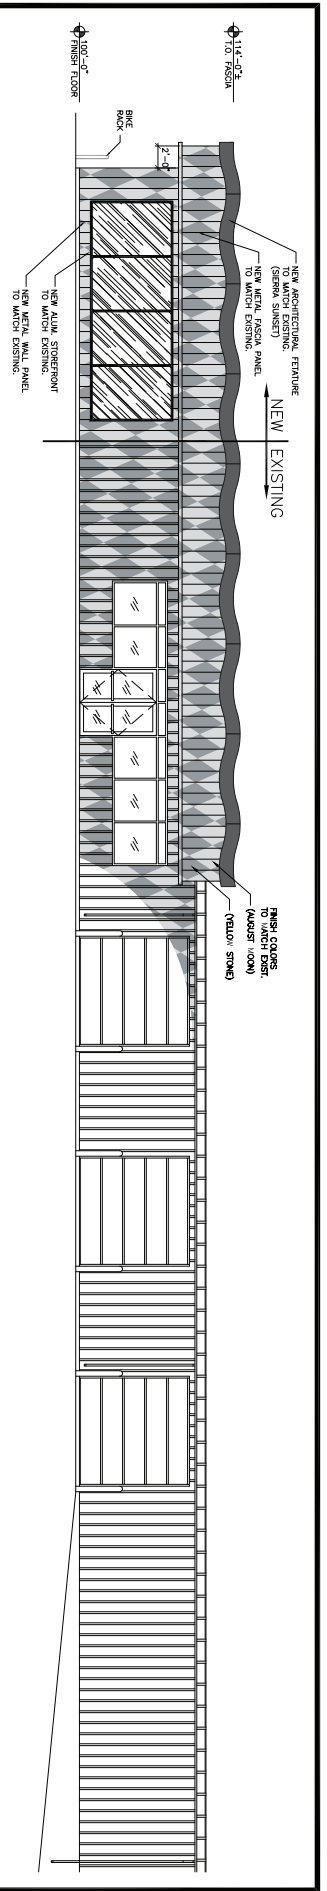 114'-0"±
T.O. FASCIA
100'-0"
FINISH FLOOR
BIKE
RACK
2'-0"
NEW ARCHITECTURAL FETATURE
TO MATCH EXISTING.
(SIERRA SUNSET)
NEW METAL FASCIA PANEL
TO MATCH EXISTING.
NEW EXISTING
NEW ALUM. STOREFRONT
TO MATCH EXISTING.
NEW METAL WALL PANEL
TO MATCH EXISTING.
FINISH COLORS
TO MATCH EXIST.
(AUGUST MOON)
(YELLOW STONE)